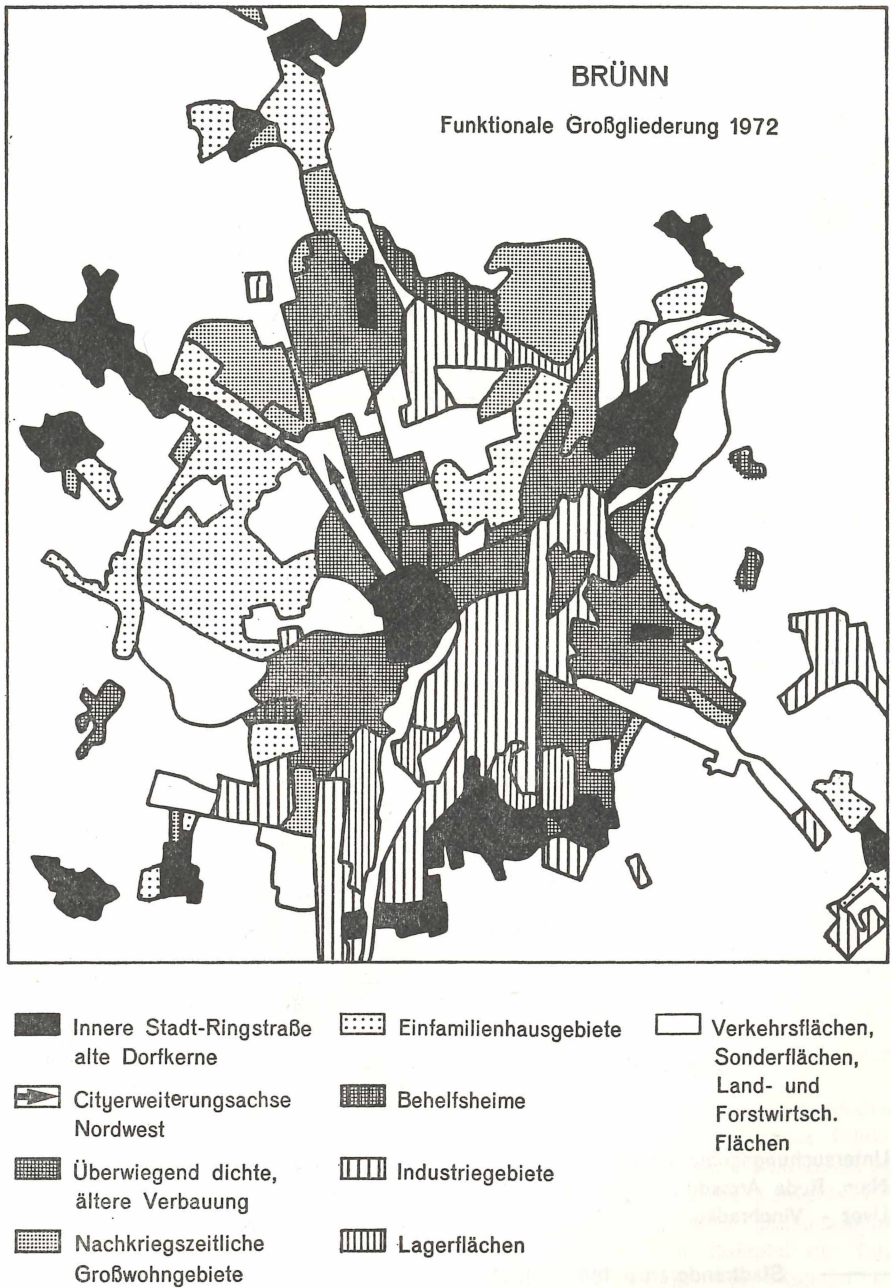 BRÜNN
Funktionale Großgliederung 1972
Innere Stadt-Ringstraße
alte Dorfkerne
Cityerweiterungsachse
Nordwest
Überwiegend dichte,
ältere Verbauung
Nachkriegszeitliche
Großwohngebiete
Einfamilienhausgebiete
Behelfsheime
Industriegebiete
Lagerflächen
Verkehrsflächen,
Sonderflächen,
Land- und
Forstwirtsch.
Flächen